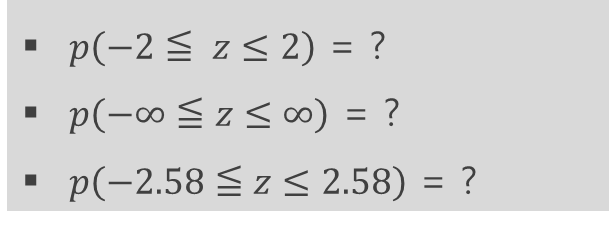 ▪ p(−2 ≦ z ≤ 2) = ?
▪ p(−∞ ≦ z ≤ ∞) = ?
▪ p(−2.58 ≦ z ≤ 2.58) = ?